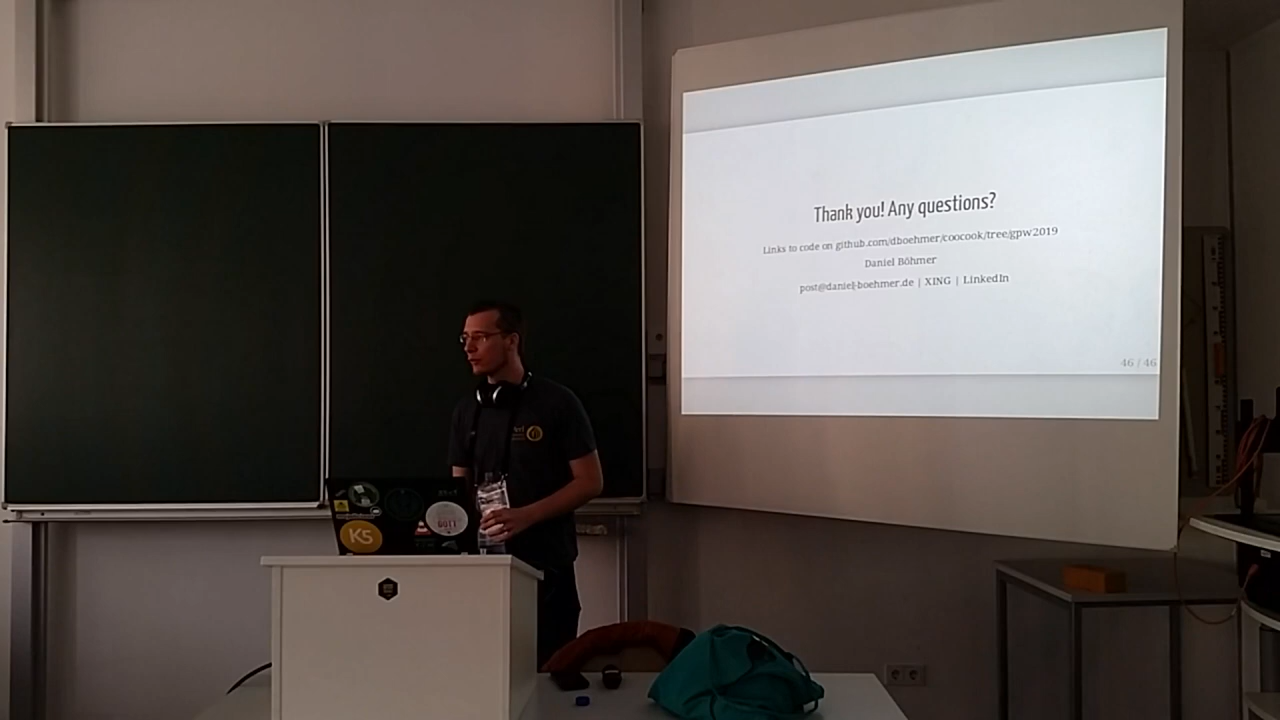 Thank you! Any questions?
Links to code on github.com/dboehmer/coocook/tree/gpw2019
Daniel Böhmer
post@daniel-boehmer.de | XING | LinkedIn
46 / 46
KS